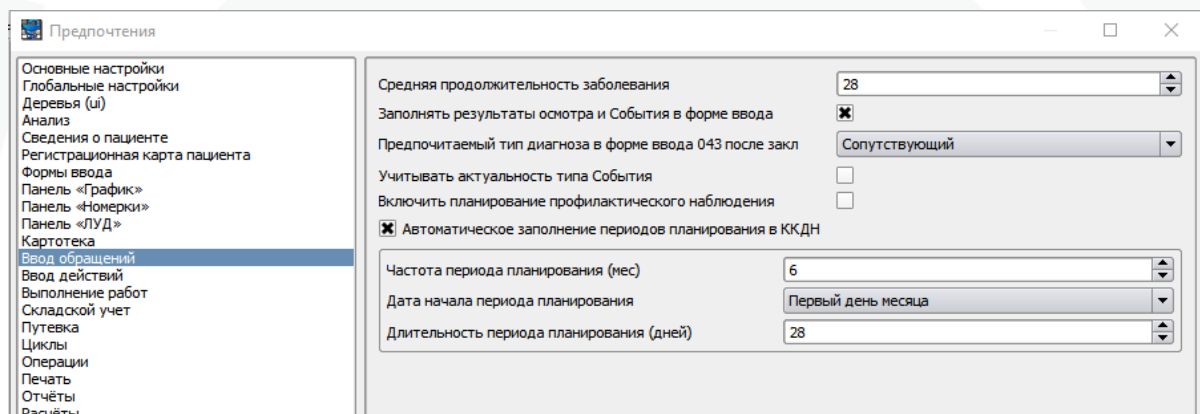 Предпочтения
Основные настройки
Глобальные настройки
Деревья (ui)
Анализ
Сведения о пациенте
Регистрационная карта пациента
Формы ввода
Панель «График»
Панель «Номерки»
Панель «ЛУД»
Картотека
Ввод обращений
Ввод действий
Выполнение работ
Складской учет
Путевка
Циклы
Операции
Печать
Отчёты
Расчёты
Средняя продолжительность заболевания 28
Заполнять результаты осмотра и События в форме ввода
Предпочитаемый тип диагноза в форме ввода 043 после закл Сопутствующий
Учитывать актуальность типа События
Включить планирование профилактического наблюдения
Автоматическое заполнение периодов планирования в ККДН
Частота периода планирования (мес) 6
Дата начала периода планирования Первый день месяца
Длительность периода планирования (дней) 28